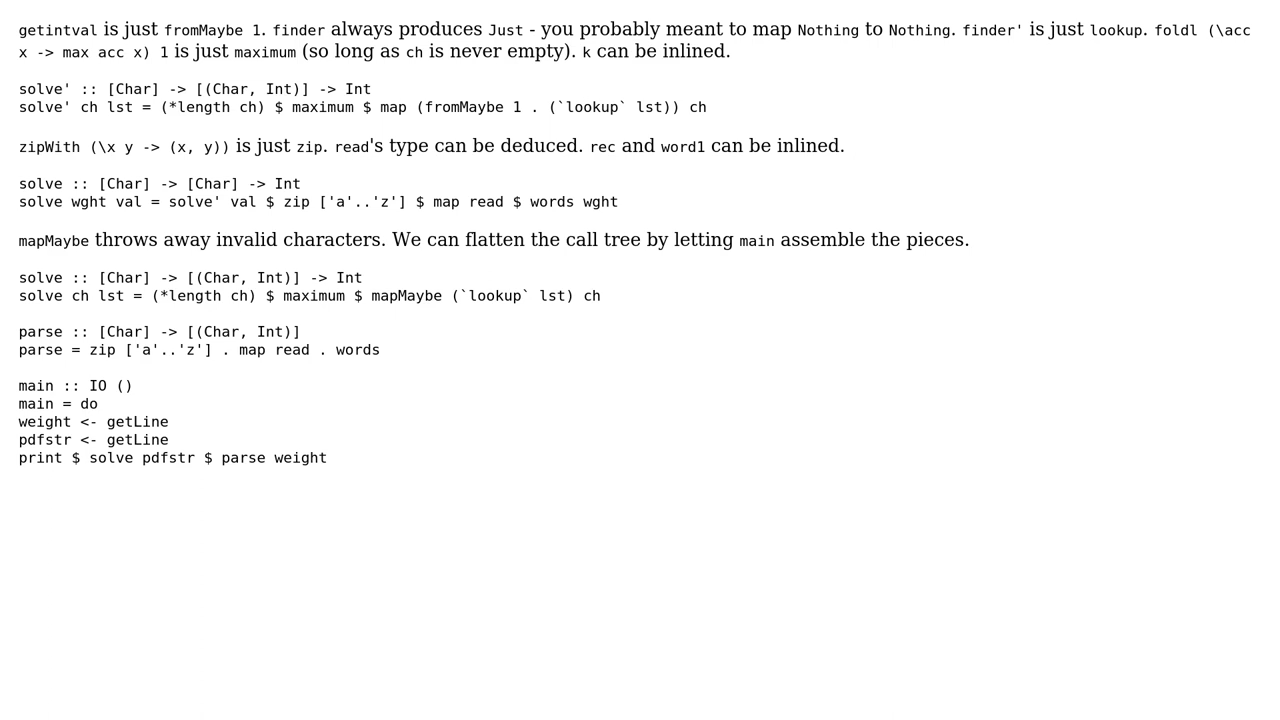 getintval is just fromMaybe 1. finder always produces Just - you probably meant to map Nothing to Nothing. finder' is just lookup. foldl (\acc
x -> max acc x) 1 is just maximum (so long as ch is never empty). k can be inlined.
solve' :: [Char] -> [(Char, Int)] -> Int
solve' ch lst = (*length ch) $ maximum $ map (fromMaybe 1 . (`lookup` lst)) ch
zipWith (\x y -> (x, y)) is just zip. read's type can be deduced. rec and word1 can be inlined.
solve :: [Char] -> [Char] -> Int
solve wght val = solve' val $ zip ['a'..'z'] $ map read $ words wght
mapMaybe throws away invalid characters. We can flatten the call tree by letting main assemble the pieces.
solve :: [Char] -> [(Char, Int)] -> Int
solve ch lst = (*length ch) $ maximum $ mapMaybe (`lookup` lst) ch
parse :: [Char] -> [(Char, Int)]
parse = zip ['a'..'z'] . map read . words
main :: IO ()
main = do
weight <- getLine
pdfstr <- getLine
print $ solve pdfstr $ parse weight